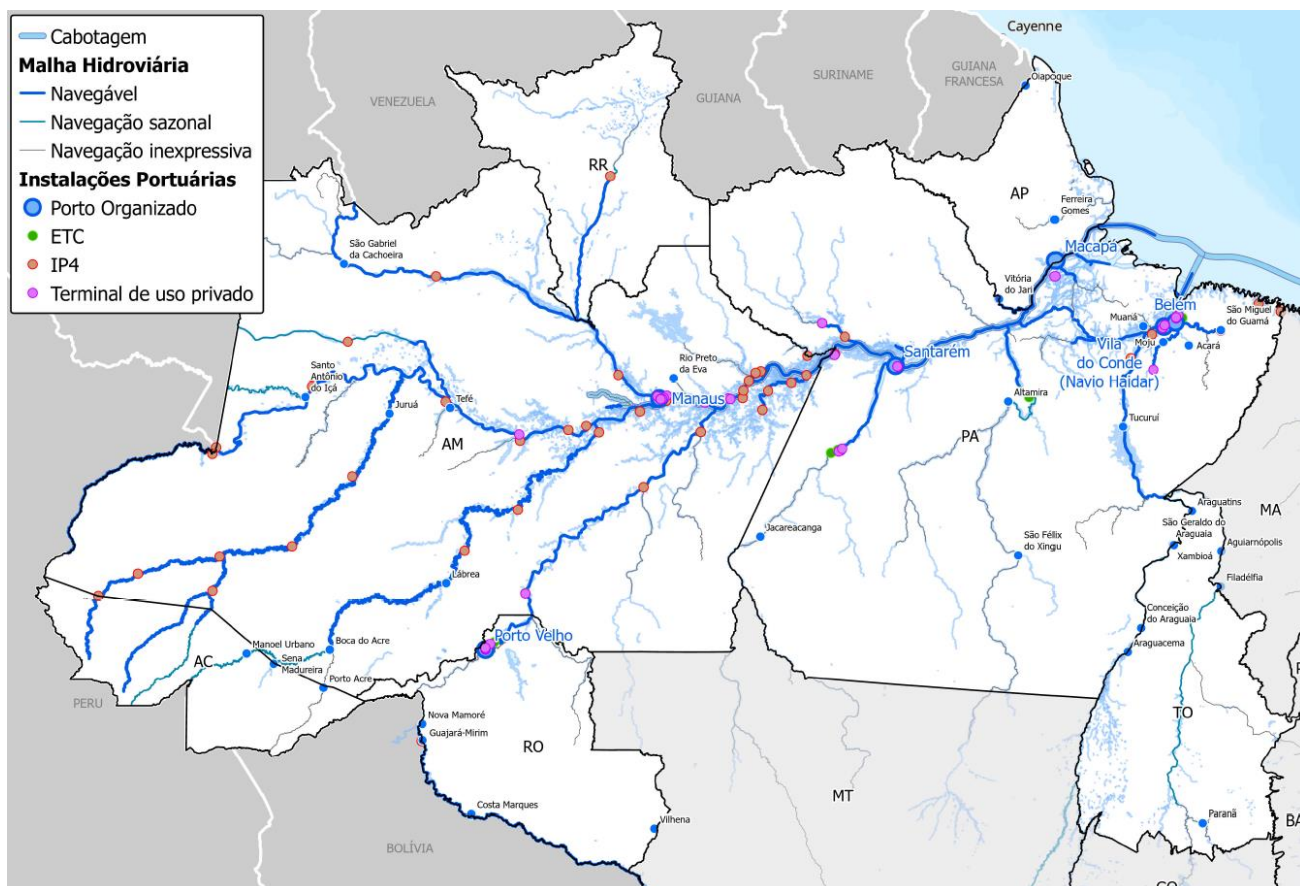 Cabotagem
Malha Hidroviária
Navegável
Navegação sazonal
Navegação inexpressiva
Instalações Portuárias
Porto Organizado
ETC
IP4
Terminal de uso privado
Cayenne
VENEZUELA
GUIANA
SURINAME
GUIANA
FRANCESA
Oiapoque
RR
AP
Ferreira
Gomes
São Gabriel
da Cachoeira
Macapá
Vitória
do Jari
Belém
Muaná
São Miguel
do Guamá
Moju
Acará
Vila
do Conde
(Navio Haidar)
Rio Preto
da Eva
Santarém
Santo
Antônio
do Içá
Juruá
Tefé
Manaus
AM
Altamira
PA
Tucuruí
Araguatins
MA
São Geraldo do
Araguaia
Xambioá
Aguiarnópolis
Jacareacanga
São Félix
do Xingu
Filadélfia
Lábrea
Conceição
do Araguaia
Araguacema
Porto Velho
Manoel Urbano
Boca do Acre
AC
Sena
Madureira
Porto Acre
PERU
Nova Mamoré
Guajará-Mirim
RO
TO
Costa Marques
Vilhena
MT
Paranã
BOLÍVIA